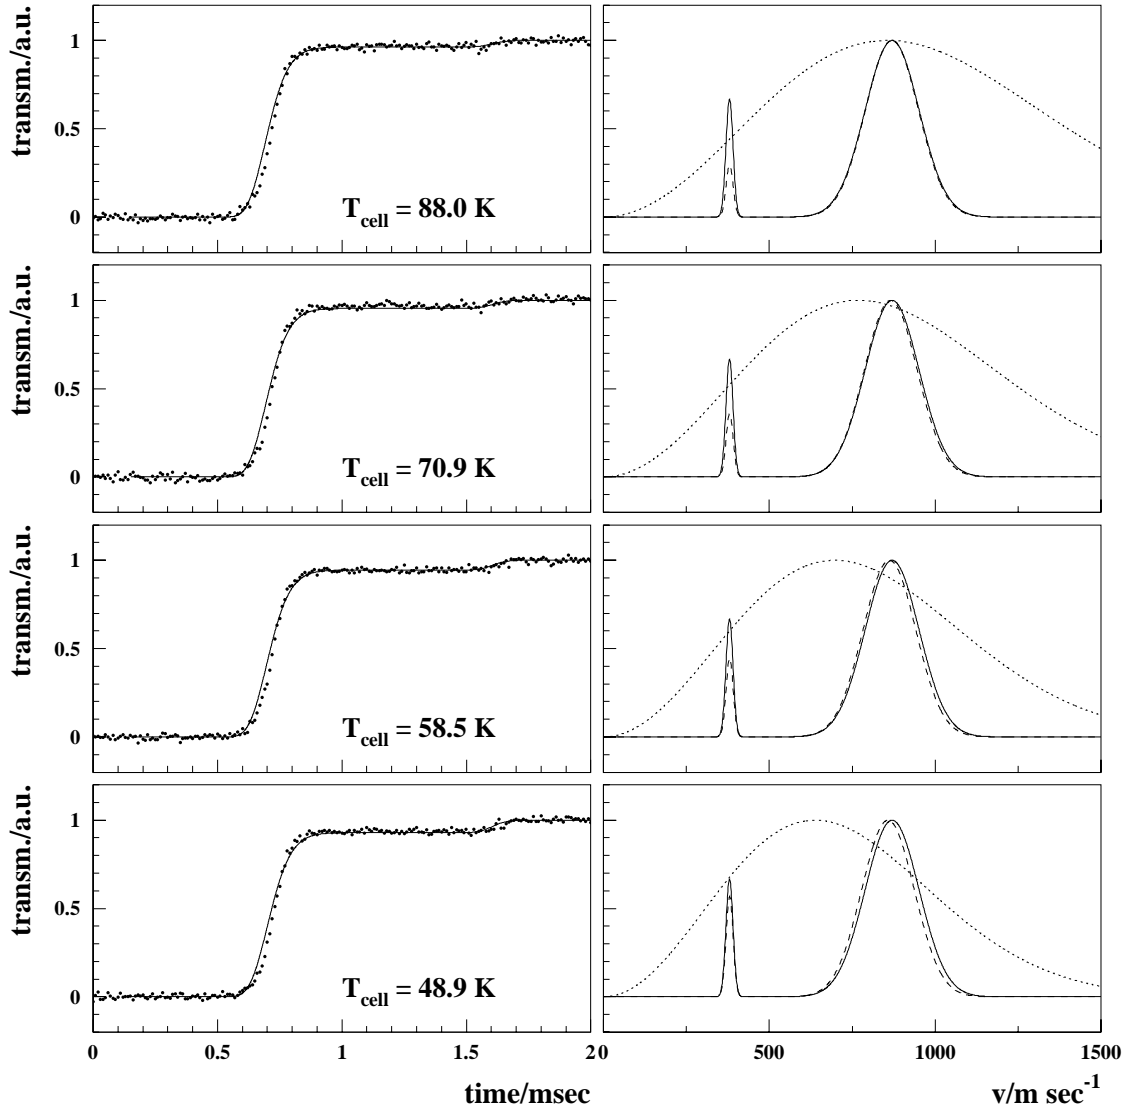 transm./a.u.
1
0.5
0
T_cell = 88.0 K
transm./a.u.
1
0.5
0
T_cell = 70.9 K
transm./a.u.
1
0.5
0
T_cell = 58.5 K
transm./a.u.
1
0.5
0
T_cell = 48.9 K
0 0.5 1 1.5 2 0 500 1000 1500
time/msec v/m sec^-1